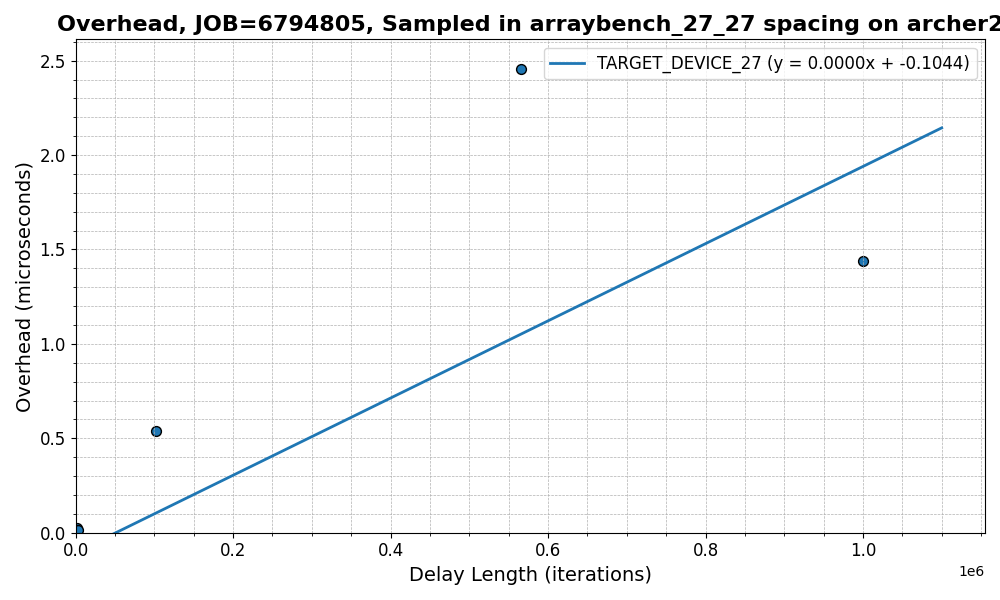 Overhead, JOB=6794805, Sampled in arraybench_27_27 spacing on archer2
TARGET_DEVICE_27 (y = 0.0000x + -0.1044)
Overhead (microseconds)
2.5
2.0
1.5
1.0
0.5
0.0
0.0 0.2 0.4 0.6 0.8 1.0
1e6
Delay Length (iterations)